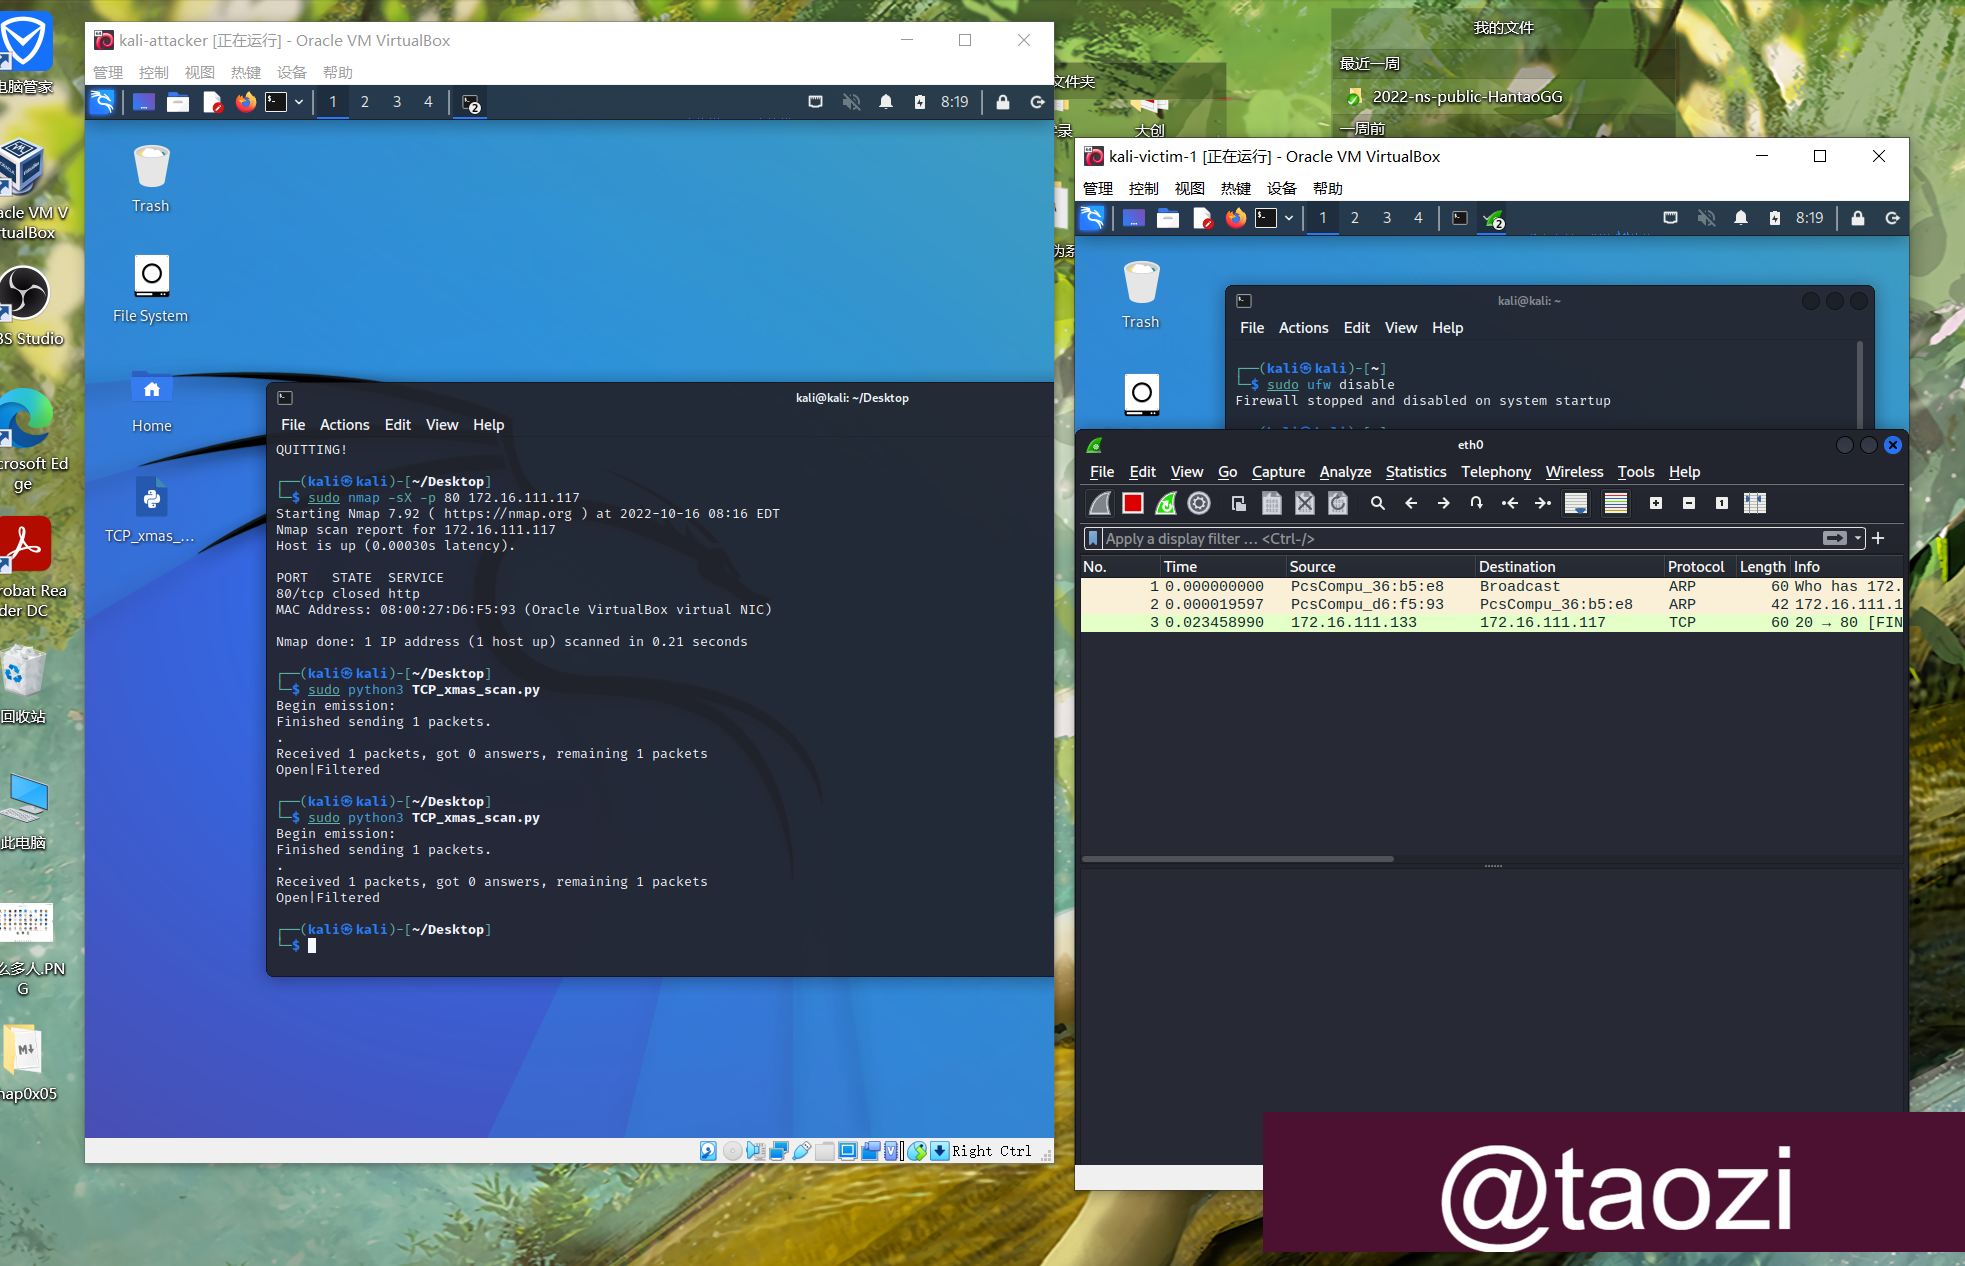 电脑管家
acle VM V
rtualBox
BS Studio
crosoft Ed
ge
robat Rea
der DC
回收站
此电脑
么多人.PN
G
map0x05
kali-attacker [正在运行] - Oracle VM VirtualBox
管理 控制 视图 热键 设备 帮助
1 2 3 4 2 8:19
Trash
File System
Home
TCP_xmas_...
kali@kali: ~/Desktop
File Actions Edit View Help
QUITTING!
┌──(kali㉿kali)-[~/Desktop]
└─$ sudo nmap -sX -p 80 172.16.111.117
Starting Nmap 7.92 ( https://nmap.org ) at 2022-10-16 08:16 EDT
Nmap scan report for 172.16.111.117
Host is up (0.00030s latency).
PORT   STATE  SERVICE
80/tcp closed http
MAC Address: 08:00:27:D6:F5:93 (Oracle VirtualBox virtual NIC)
Nmap done: 1 IP address (1 host up) scanned in 0.21 seconds
┌──(kali㉿kali)-[~/Desktop]
└─$ sudo python3 TCP_xmas_scan.py
Begin emission:
Finished sending 1 packets.
.
Received 1 packets, got 0 answers, remaining 1 packets
Open|Filtered
┌──(kali㉿kali)-[~/Desktop]
└─$ sudo python3 TCP_xmas_scan.py
Begin emission:
Finished sending 1 packets.
.
Received 1 packets, got 0 answers, remaining 1 packets
Open|Filtered
┌──(kali㉿kali)-[~/Desktop]
└─$
Right Ctrl
文件夹
大创
我的文件
最近一周
2022-ns-public-HantaoGG
一周前
kali-victim-1 [正在运行] - Oracle VM VirtualBox
管理 控制 视图 热键 设备 帮助
1 2 3 4 2 8:19
Trash
kali@kali: ~
File Actions Edit View Help
┌──(kali㉿kali)-[~]
└─$ sudo ufw disable
Firewall stopped and disabled on system startup
eth0
File Edit View Go Capture Analyze Statistics Telephony Wireless Tools Help
Apply a display filter … <Ctrl-/>
No. Time Source Destination Protocol Length Info
1 0.000000000 PcsCompu_36:b5:e8 Broadcast ARP 60 Who has 172.
2 0.000019597 PcsCompu_d6:f5:93 PcsCompu_36:b5:e8 ARP 42 172.16.111.1
3 0.023458990 172.16.111.133 172.16.111.117 TCP 60 20 → 80 [FIN
@taozi